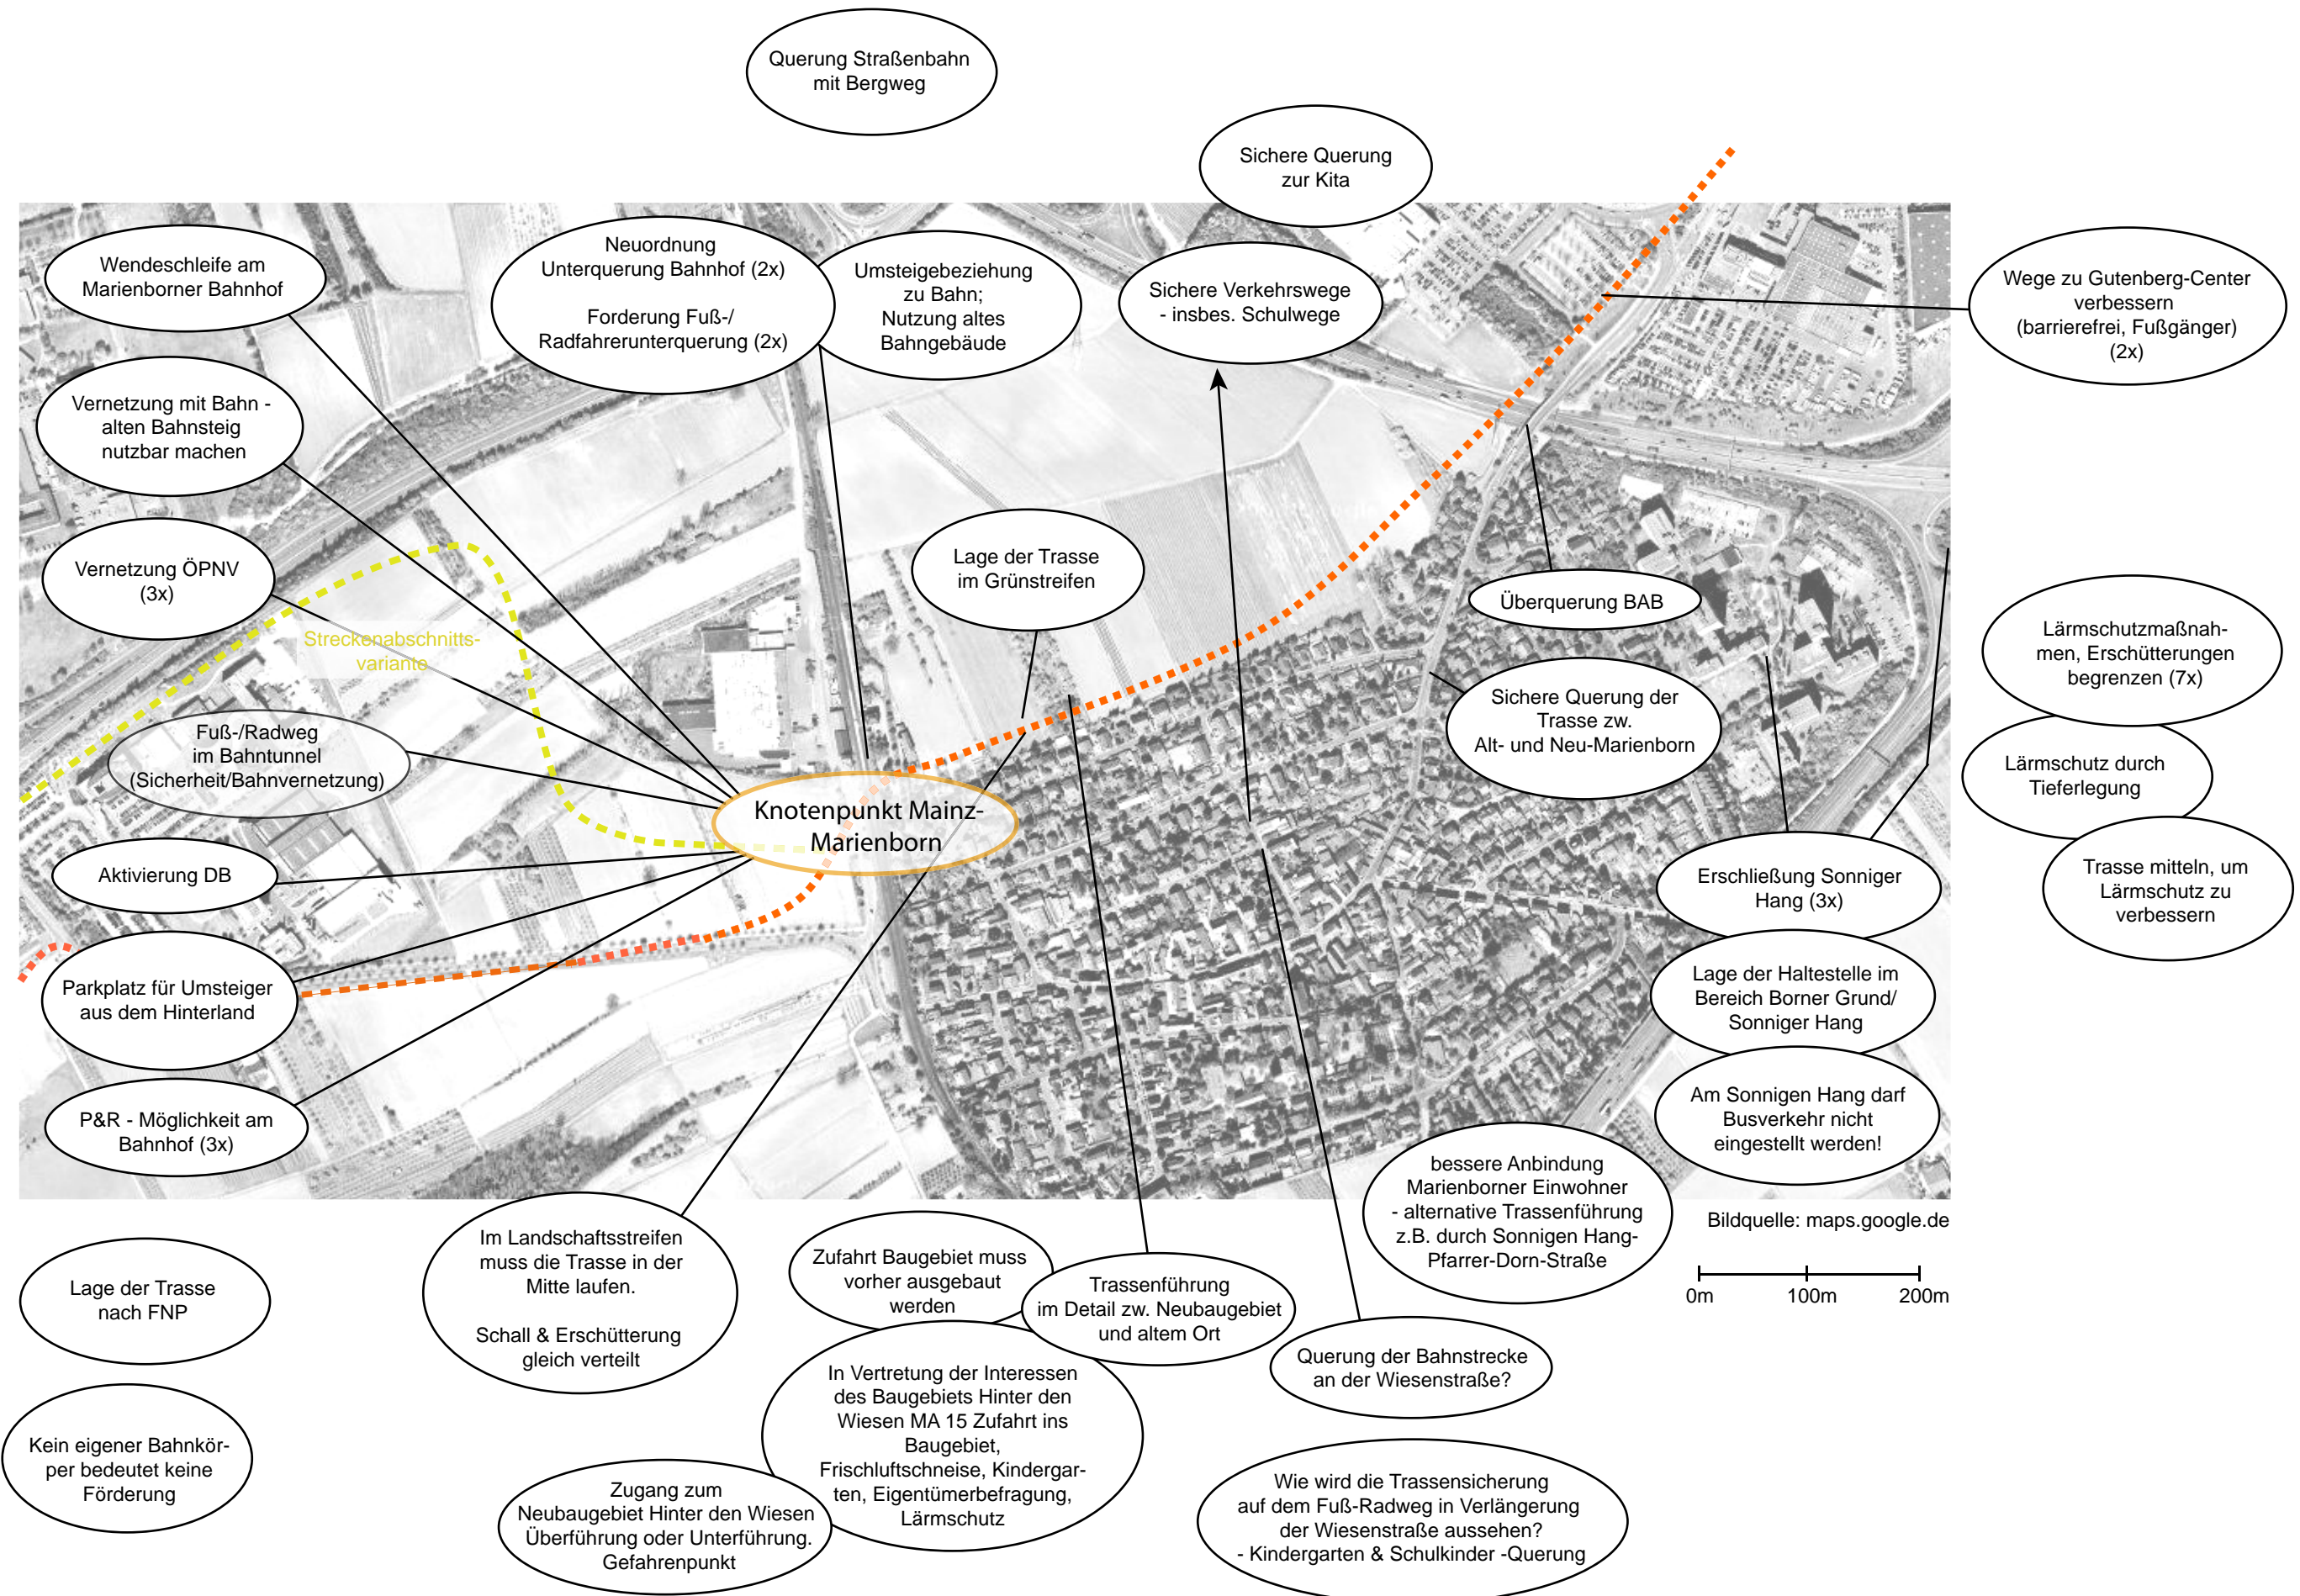 Querung Straßenbahn
mit Bergweg
Sichere Querung
zur Kita
Wendeschleife am
Marienborner Bahnhof
Neuordnung
Unterquerung Bahnhof (2x)
Forderung Fuß-/
Radfahrerunterquerung (2x)
Umsteigebeziehung
zu Bahn;
Nutzung altes
Bahngebäude
Sichere Verkehrswege
- insbes. Schulwege
Wege zu Gutenberg-Center
verbessern
(barrierefrei, Fußgänger)
(2x)
Vernetzung mit Bahn -
alten Bahnsteig
nutzbar machen
Vernetzung ÖPNV
(3x)
Lage der Trasse
im Grünstreifen
Überquerung BAB
Streckenabschnitts-
variante
Lärmschutzmaßnah-
men, Erschütterungen
begrenzen (7x)
Sichere Querung der
Trasse zw.
Alt- und Neu-Marienborn
Fuß-/Radweg
im Bahntunnel
(Sicherheit/Bahnvernetzung)
Lärmschutz durch
Tieferlegung
Knotenpunkt Mainz-
Marienborn
Aktivierung DB
Erschließung Sonniger
Hang (3x)
Trasse mitteln, um
Lärmschutz zu
verbessern
Parkplatz für Umsteiger
aus dem Hinterland
Lage der Haltestelle im
Bereich Borner Grund/
Sonniger Hang
P&R - Möglichkeit am
Bahnhof (3x)
Am Sonnigen Hang darf
Busverkehr nicht
eingestellt werden!
bessere Anbindung
Marienborner Einwohner
- alternative Trassenführung
z.B. durch Sonnigen Hang-
Pfarrer-Dorn-Straße
Bildquelle: maps.google.de
0m 100m 200m
Lage der Trasse
nach FNP
Im Landschaftsstreifen
muss die Trasse in der
Mitte laufen.
Schall & Erschütterung
gleich verteilt
Zufahrt Baugebiet muss
vorher ausgebaut
werden
Trassenführung
im Detail zw. Neubaugebiet
und altem Ort
Querung der Bahnstrecke
an der Wiesenstraße?
In Vertretung der Interessen
des Baugebiets Hinter den
Wiesen MA 15 Zufahrt ins
Baugebiet,
Frischluftschneise, Kindergar-
ten, Eigentümerbefragung,
Lärmschutz
Kein eigener Bahnkör-
per bedeutet keine
Förderung
Zugang zum
Neubaugebiet Hinter den Wiesen
Überführung oder Unterführung.
Gefahrenpunkt
Wie wird die Trassensicherung
auf dem Fuß-Radweg in Verlängerung
der Wiesenstraße aussehen?
- Kindergarten & Schulkinder -Querung